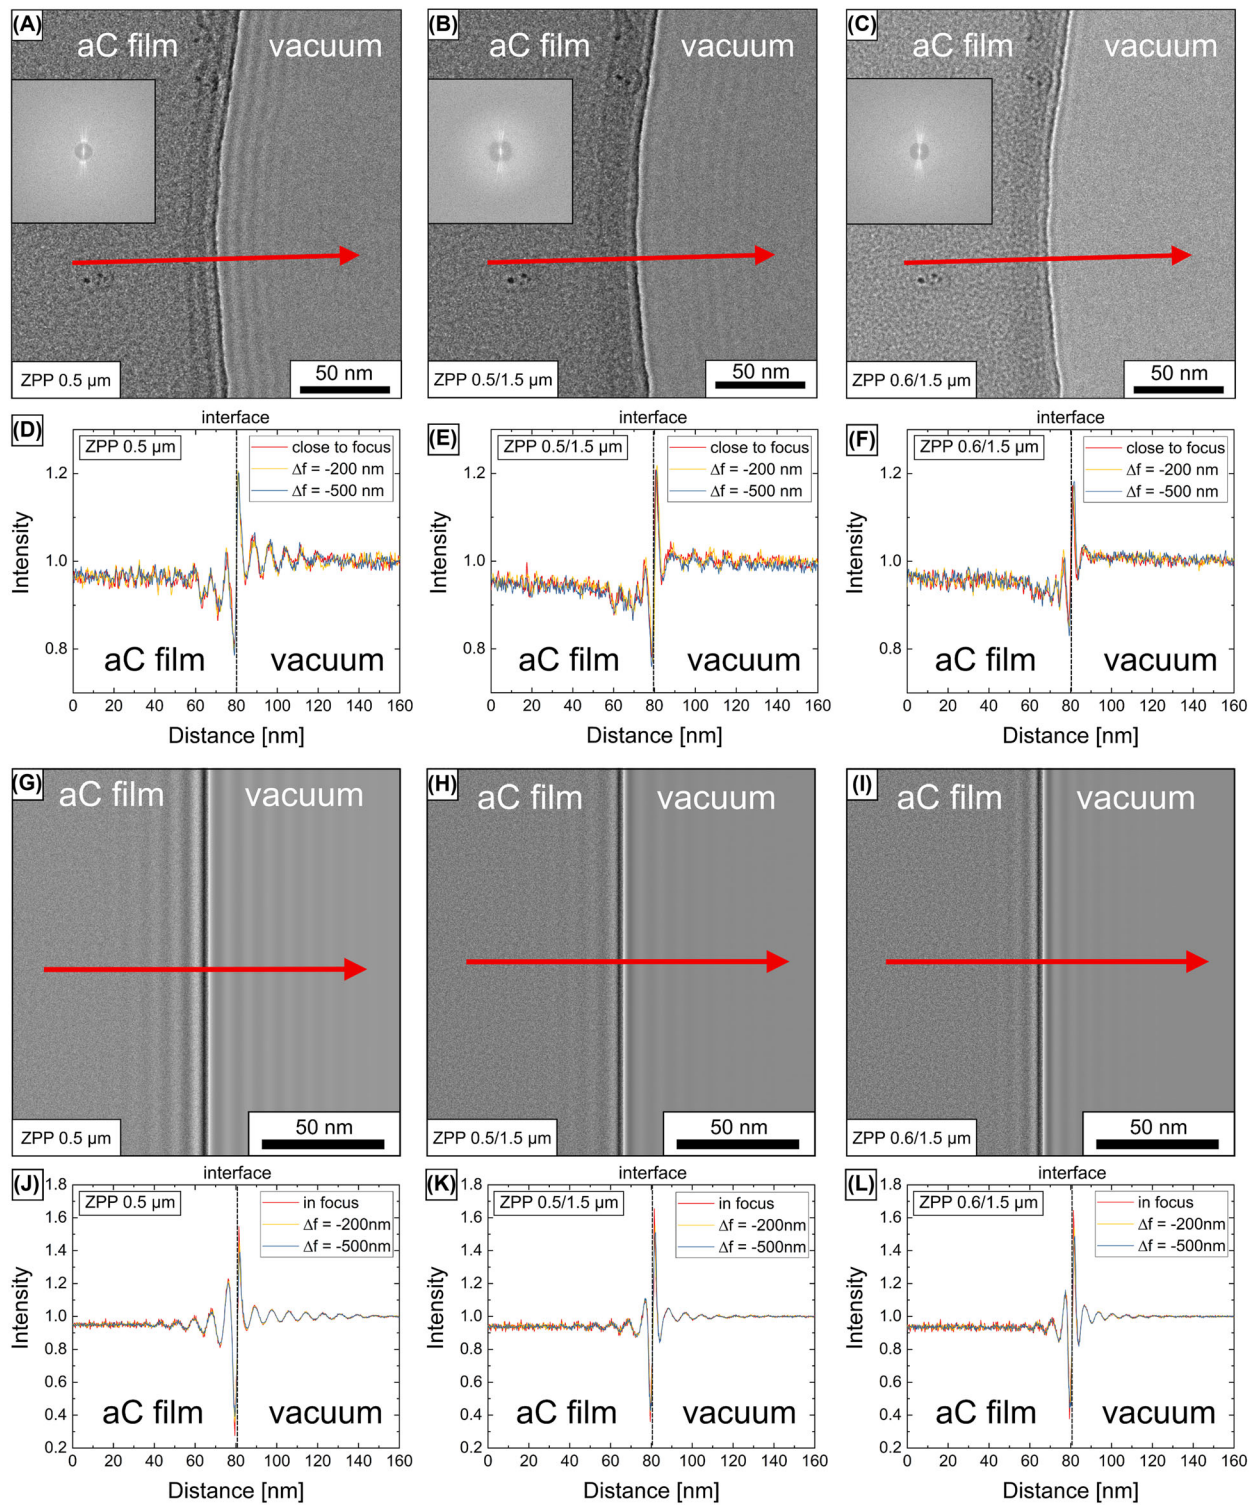 (A) aC film vacuum
ZPP 0.5 µm 50 nm
(B) aC film vacuum
ZPP 0.5/1.5 µm 50 nm
(C) aC film vacuum
ZPP 0.6/1.5 µm 50 nm
interface
(D) ZPP 0.5 µm
close to focus
Δf = -200 nm
Δf = -500 nm
1.2
1.0
0.8
Intensity
aC film vacuum
0 20 40 60 80 100 120 140 160
Distance [nm]
interface
(E) ZPP 0.5/1.5 µm
close to focus
Δf = -200 nm
Δf = -500 nm
1.2
1.0
0.8
Intensity
aC film vacuum
0 20 40 60 80 100 120 140 160
Distance [nm]
interface
(F) ZPP 0.6/1.5 µm
close to focus
Δf = -200 nm
Δf = -500 nm
1.2
1.0
0.8
Intensity
aC film vacuum
0 20 40 60 80 100 120 140 160
Distance [nm]
(G) aC film vacuum
ZPP 0.5 µm 50 nm
(H) aC film vacuum
ZPP 0.5/1.5 µm 50 nm
(I) aC film vacuum
ZPP 0.6/1.5 µm 50 nm
interface
(J) ZPP 0.5 µm
in focus
Δf = -200nm
Δf = -500nm
1.8
1.6
1.4
1.2
1.0
0.8
0.6
0.4
0.2
Intensity
aC film vacuum
0 20 40 60 80 100 120 140 160
Distance [nm]
interface
(K) ZPP 0.5/1.5 µm
in focus
Δf = -200nm
Δf = -500nm
1.8
1.6
1.4
1.2
1.0
0.8
0.6
0.4
0.2
Intensity
aC film vacuum
0 20 40 60 80 100 120 140 160
Distance [nm]
interface
(L) ZPP 0.6/1.5 µm
in focus
Δf = -200nm
Δf = -500nm
1.8
1.6
1.4
1.2
1.0
0.8
0.6
0.4
0.2
Intensity
aC film vacuum
0 20 40 60 80 100 120 140 160
Distance [nm]